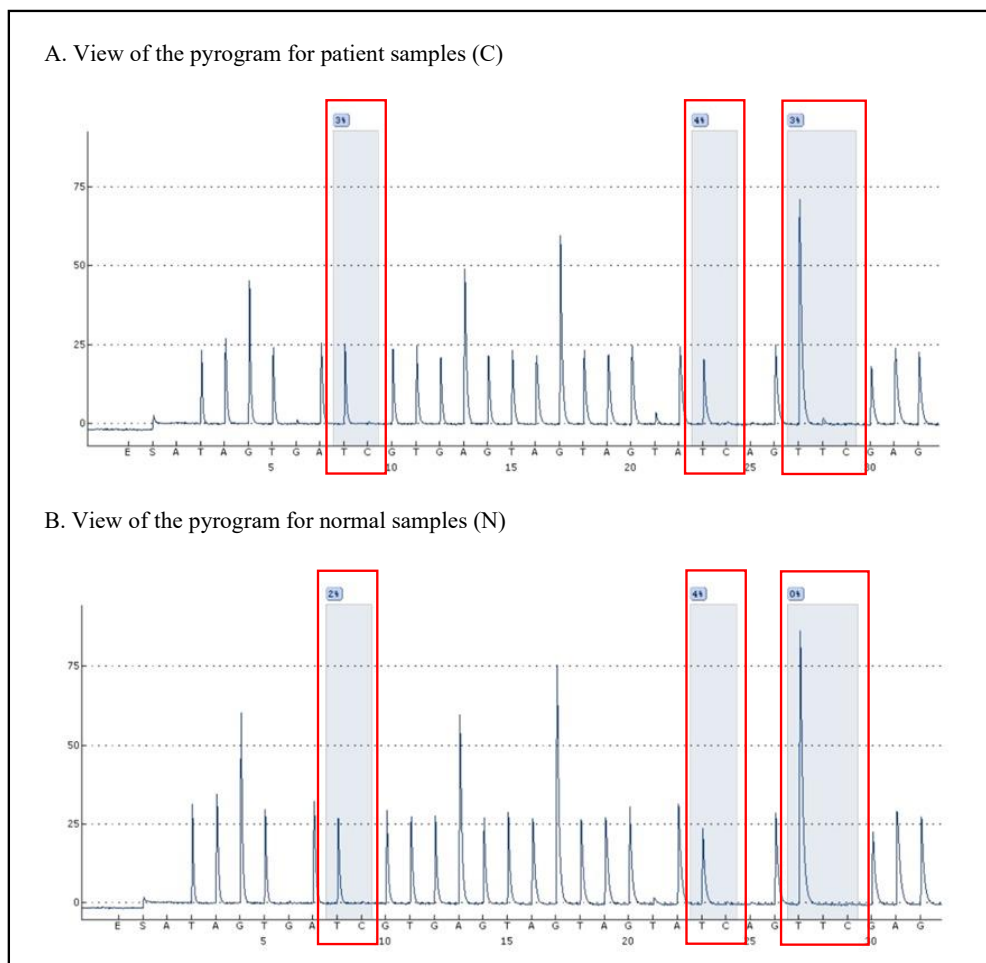 A. View of the pyrogram for patient samples (C)
3% 4% 3%
75
50
25
0
E S A T A G T G A T C G T G A G T A G T A G T A T C A G T T C G A G
5 10 15 20 25 30
B. View of the pyrogram for normal samples (N)
2% 4% 0%
75
50
25
0
E S A T A G T G A T C G T G A G T A G T A G T A T C A G T T C G A G
5 10 15 20 25 30